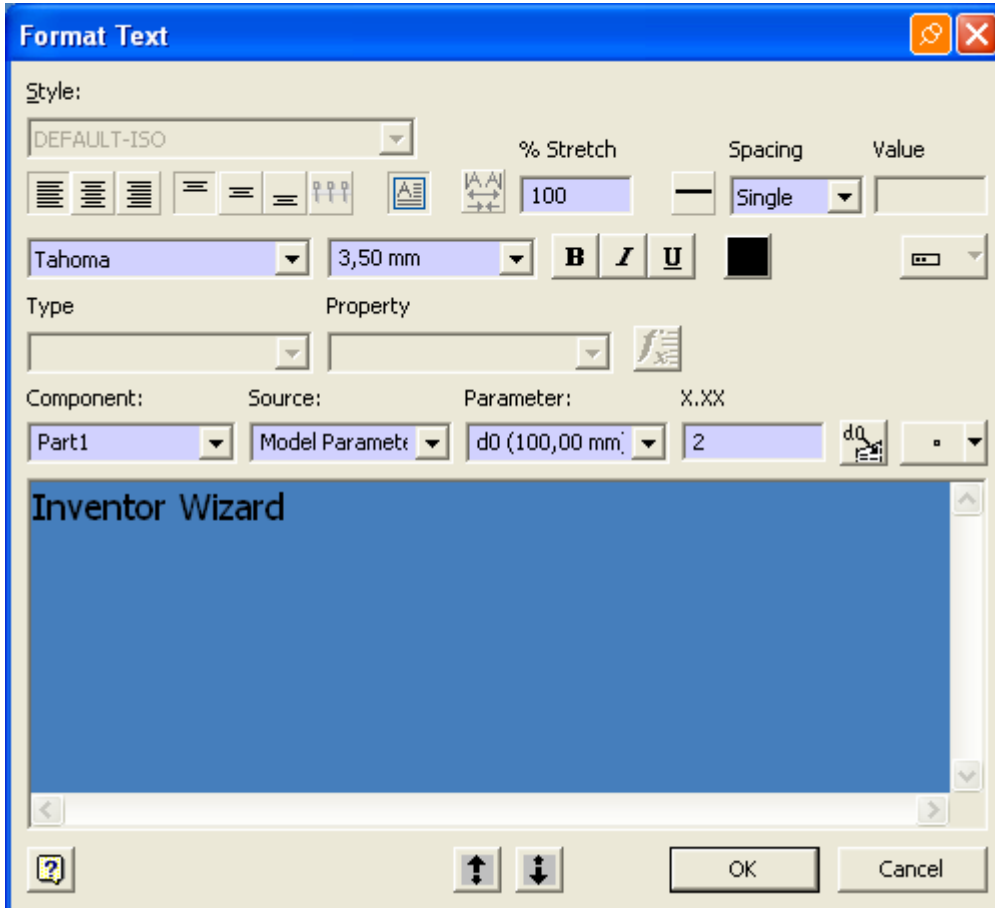 Format Text
Style:
DEFAULT-ISO
% Stretch Spacing Value
100 Single
Tahoma 3,50 mm B I U
Type Property
Component: Source: Parameter: X.XX
Part1 Model Paramete d0 (100,00 mm) 2 d0
Inventor Wizard
OK Cancel